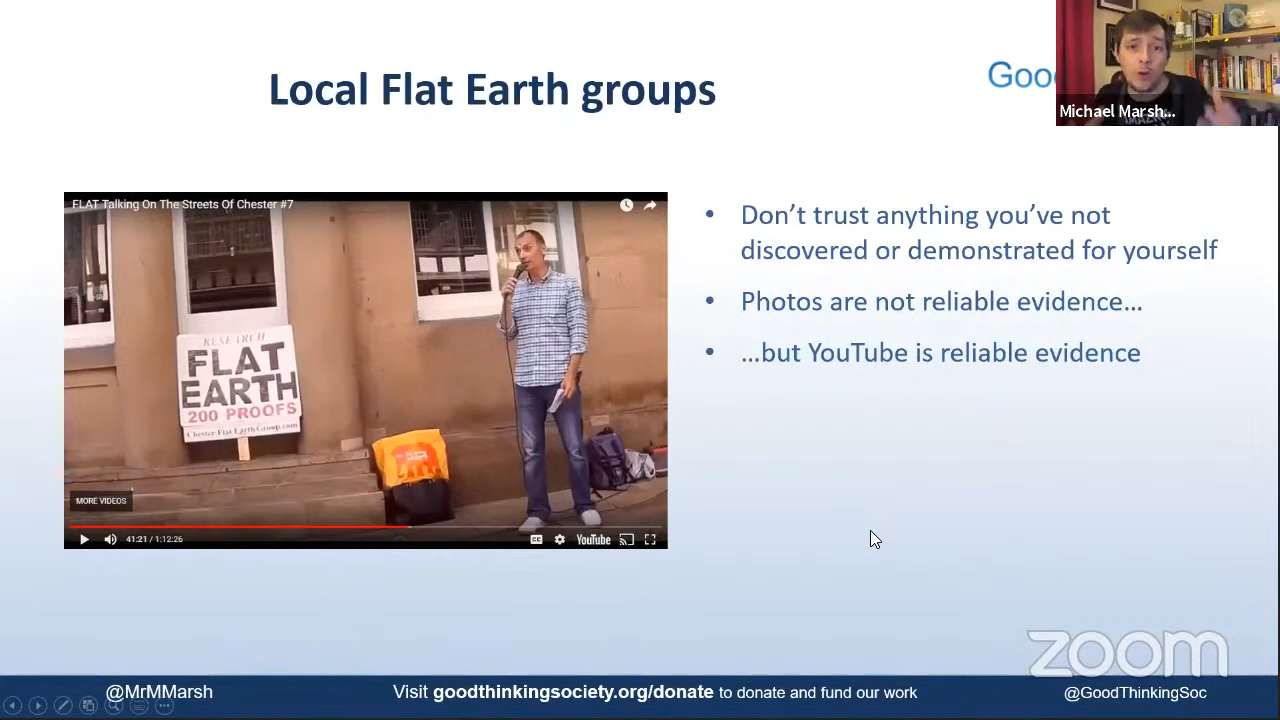 Local Flat Earth groups
Goo
Michael Marsh...
FLAT Talking On The Streets Of Chester #7
RESEARCH
FLAT
EARTH
200 PROOFS
Chester-FlatEarthGroup.com
MORE VIDEOS
41:21 / 1:12:26
CC
YouTube
• Don’t trust anything you’ve not
discovered or demonstrated for yourself
• Photos are not reliable evidence…
• …but YouTube is reliable evidence
zoom
@MrMMarsh
Visit goodthinkingsociety.org/donate to donate and fund our work
@GoodThinkingSoc